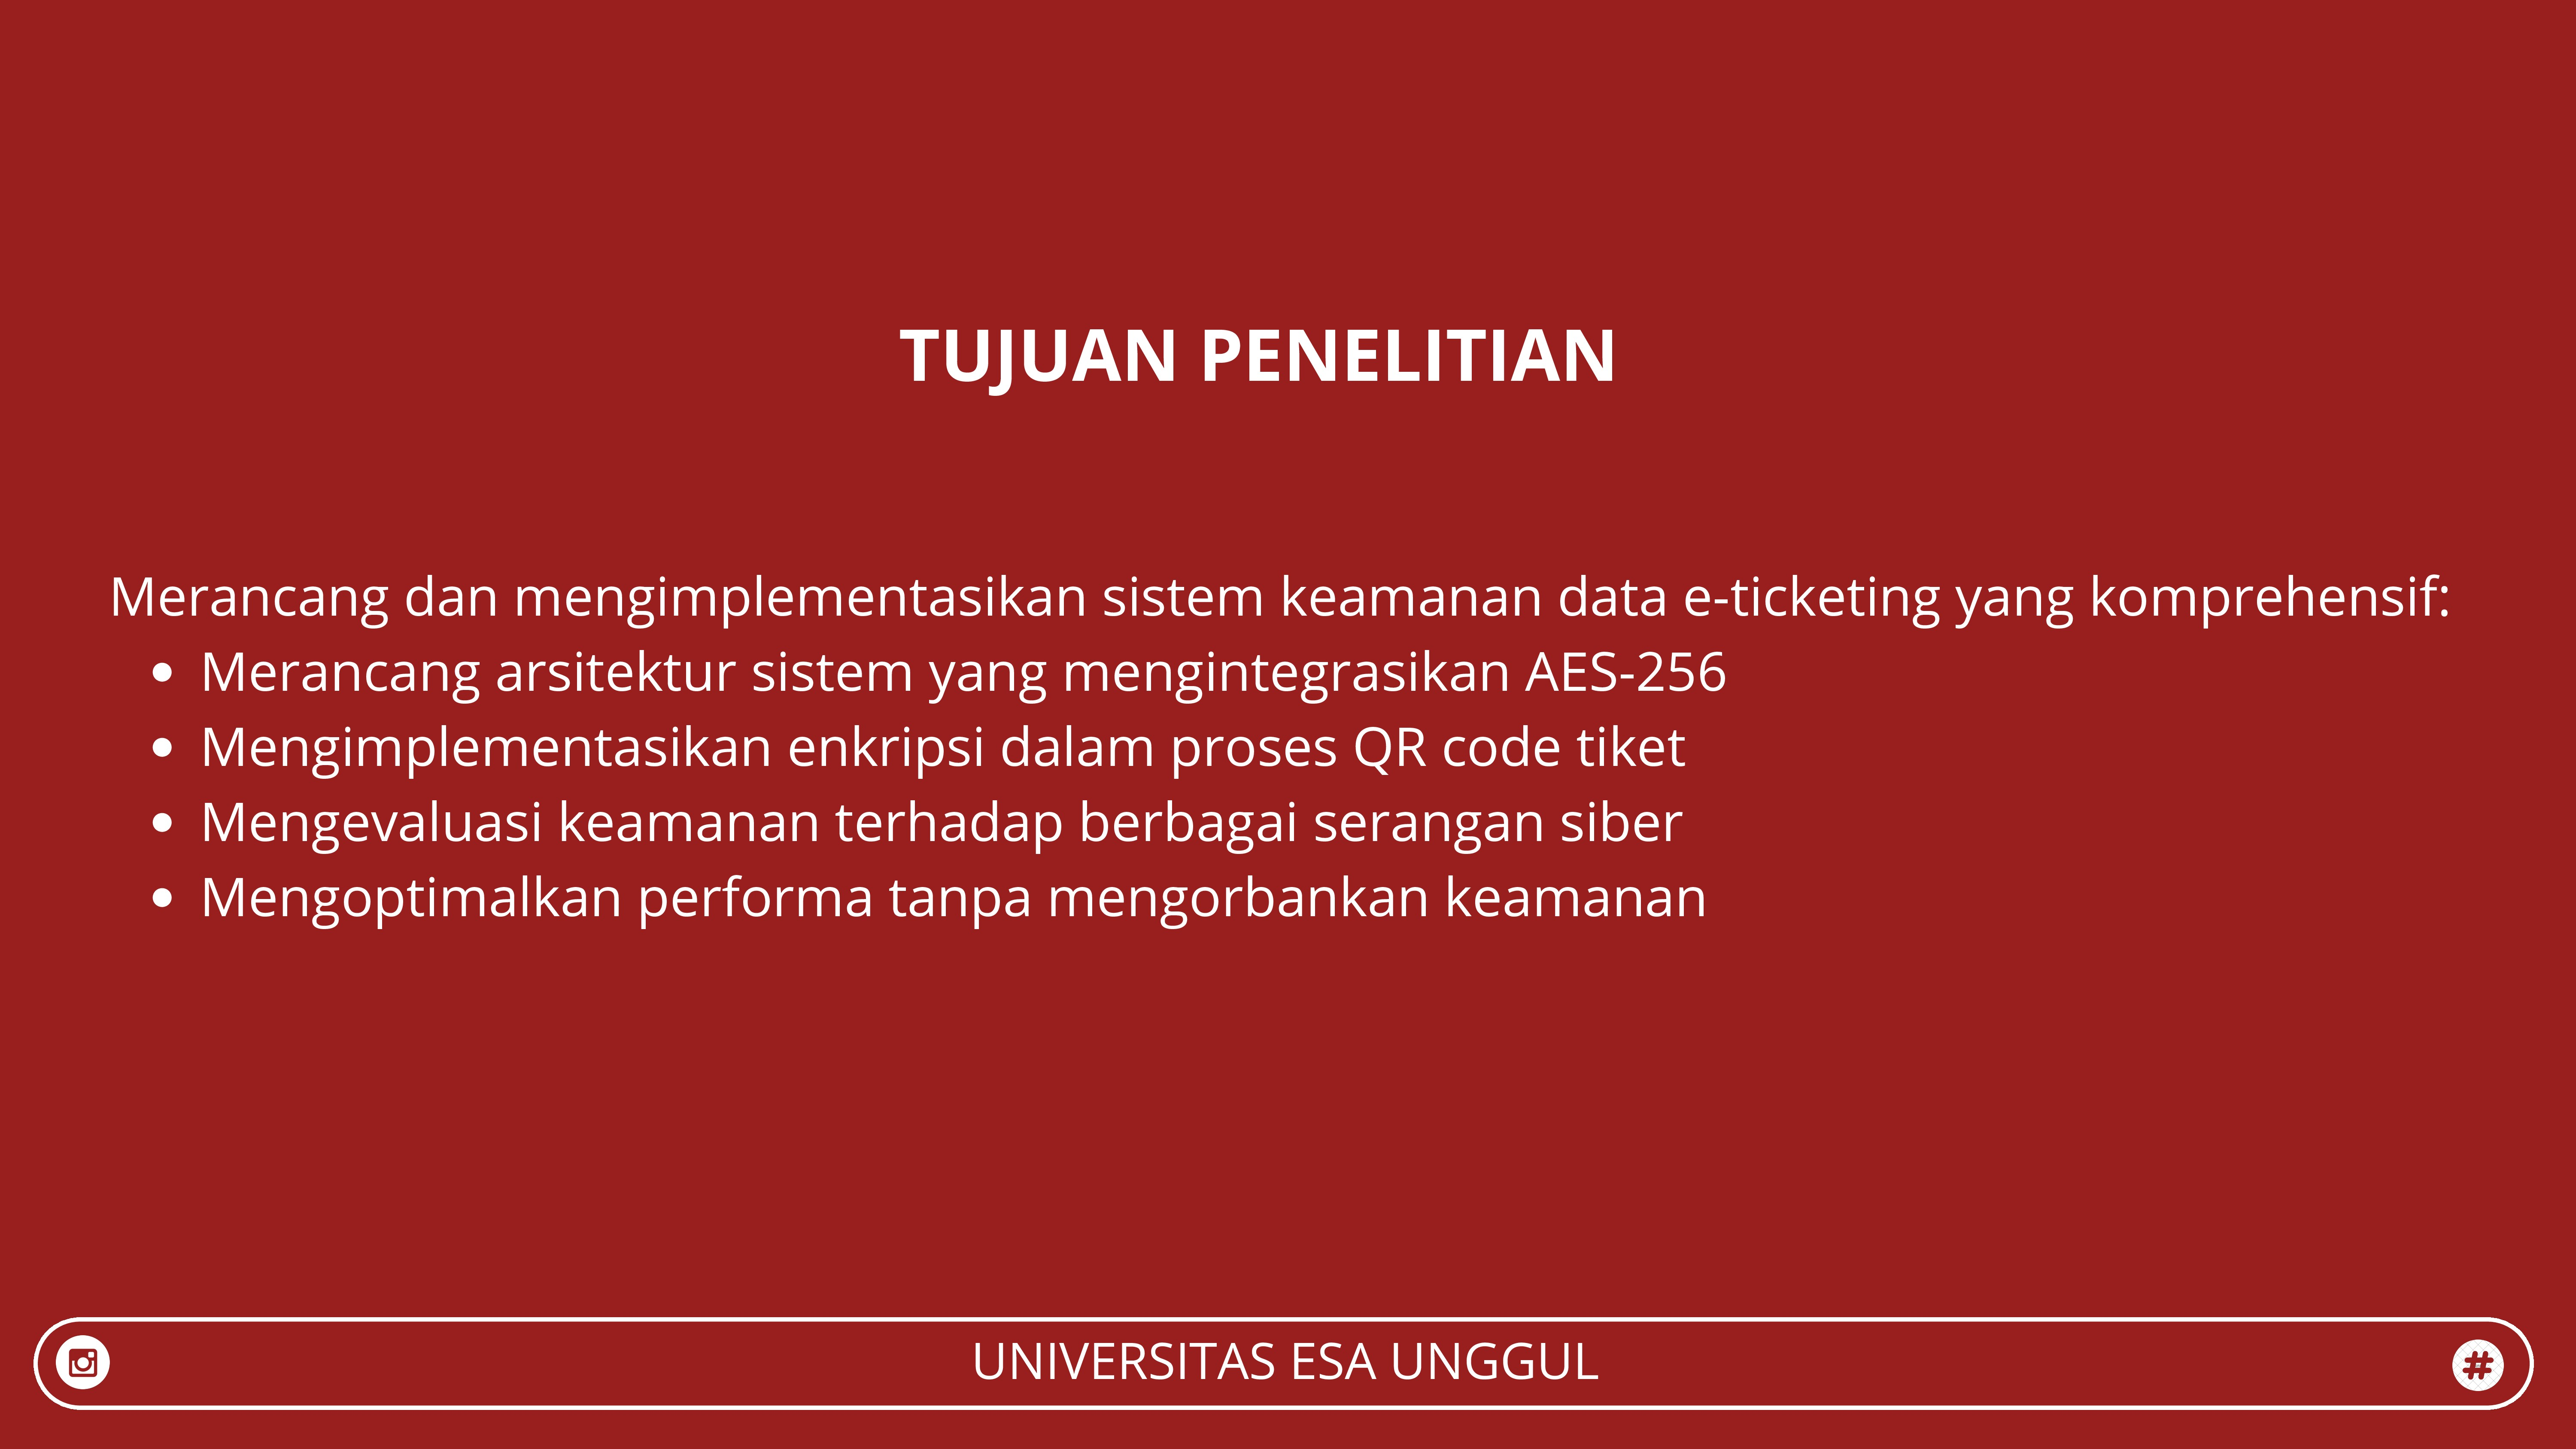 TUJUAN PENELITIAN
Merancang dan mengimplementasikan sistem keamanan data e-ticketing yang komprehensif:
• Merancang arsitektur sistem yang mengintegrasikan AES-256
• Mengimplementasikan enkripsi dalam proses QR code tiket
• Mengevaluasi keamanan terhadap berbagai serangan siber
• Mengoptimalkan performa tanpa mengorbankan keamanan
UNIVERSITAS ESA UNGGUL
#